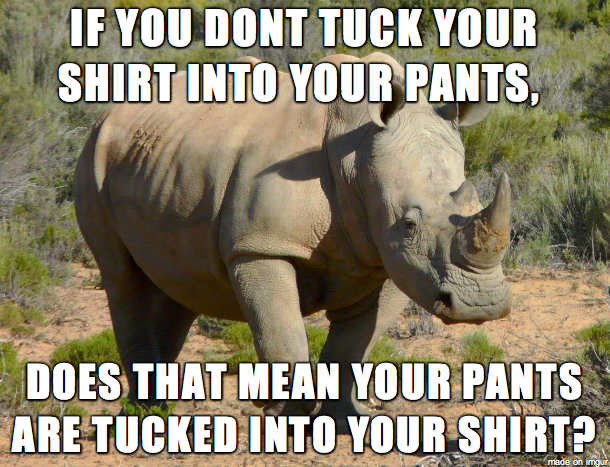 IF YOU DONT TUCK YOUR
SHIRT INTO YOUR PANTS,
DOES THAT MEAN YOUR PANTS
ARE TUCKED INTO YOUR SHIRT?
made on imgur